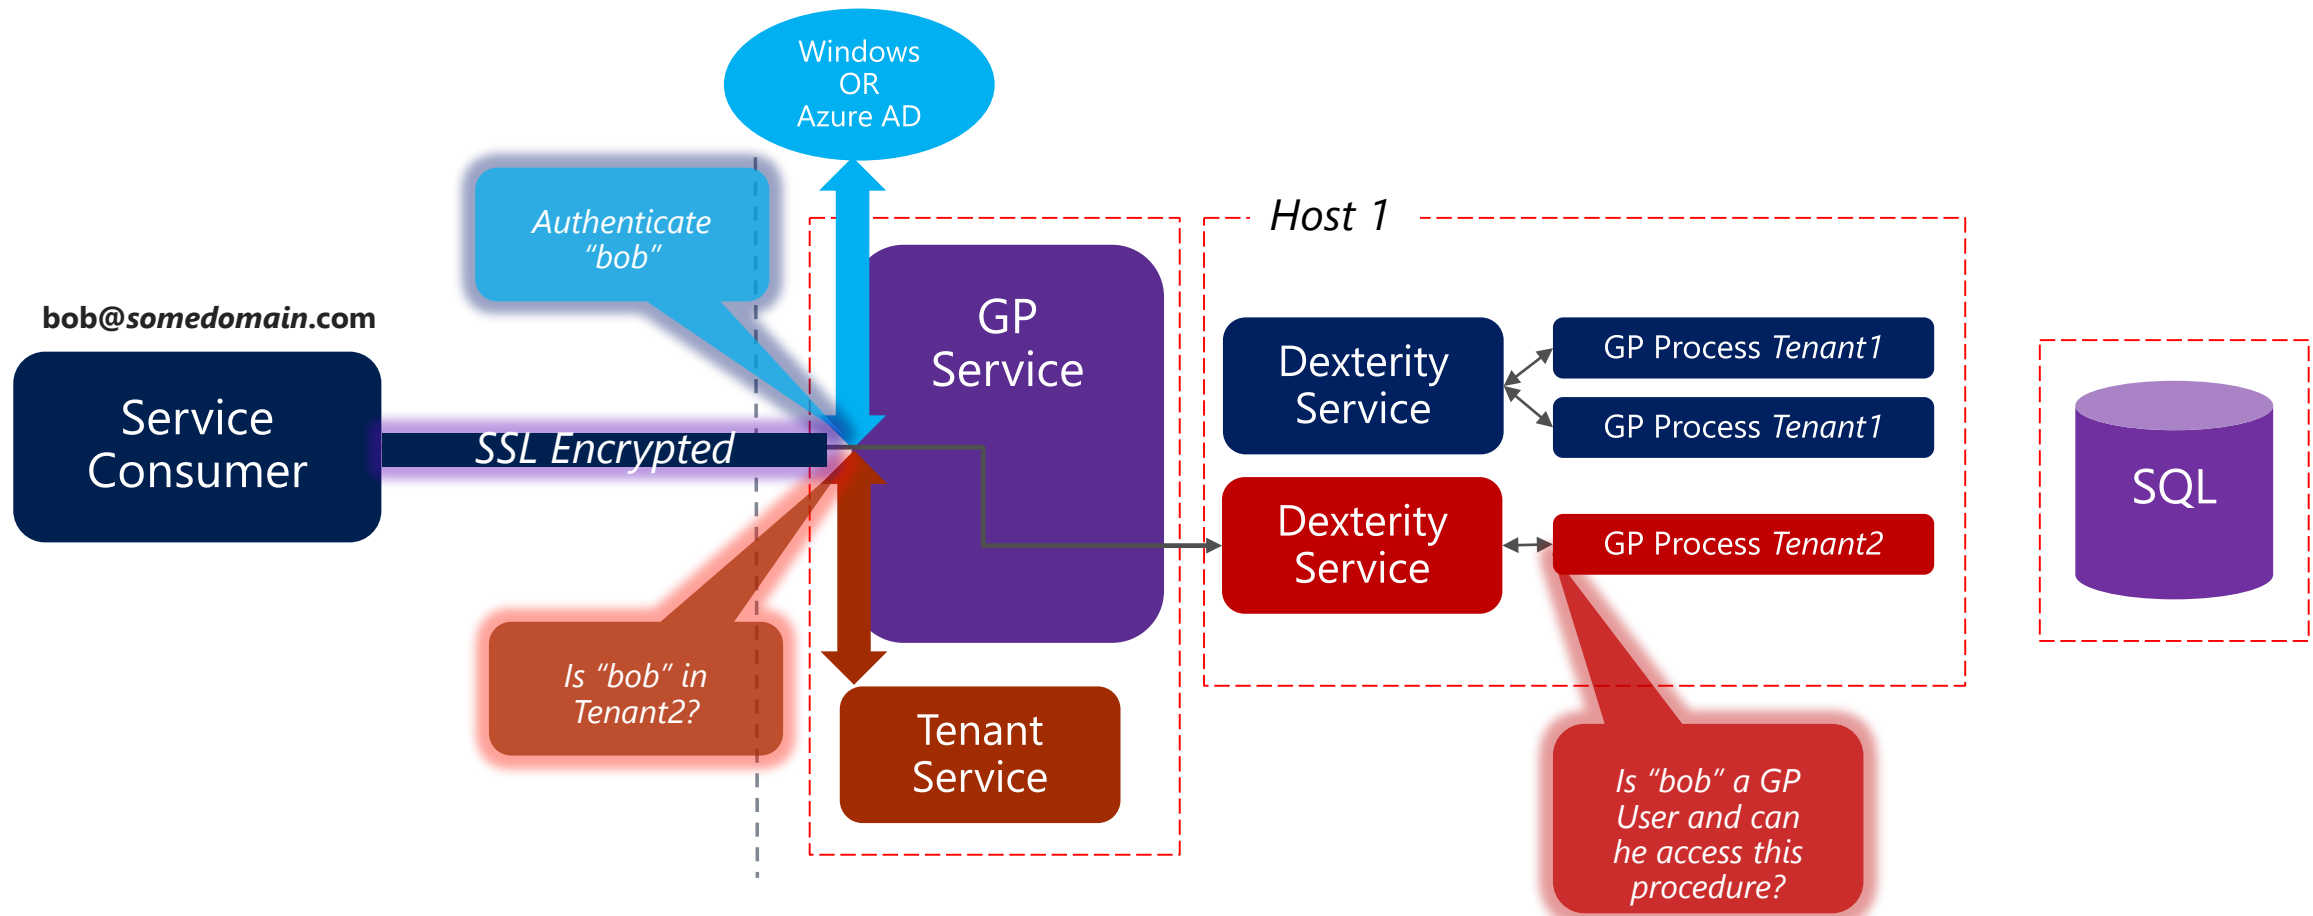 Windows
OR
Azure AD
Authenticate
“bob”
Host 1
bob@somedomain.com
Service
Consumer
SSL Encrypted
GP
Service
Dexterity
Service
GP Process Tenant1
GP Process Tenant1
Dexterity
Service
GP Process Tenant2
SQL
Is “bob” in
Tenant2?
Tenant
Service
Is “bob” a GP
User and can
he access this
procedure?